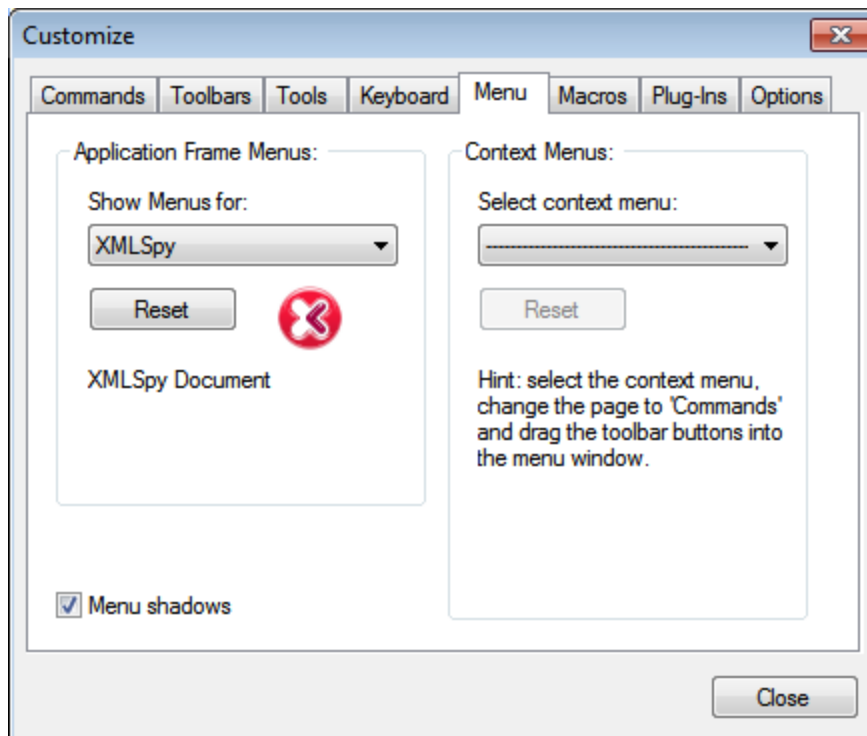 Customize
Commands
Toolbars
Tools
Keyboard
Menu
Macros
Plug-Ins
Options
Application Frame Menus:
Show Menus for:
XMLSpy
Reset
XMLSpy Document
Context Menus:
Select context menu:
Reset
Hint: select the context menu,
change the page to 'Commands'
and drag the toolbar buttons into
the menu window.
Menu shadows
Close